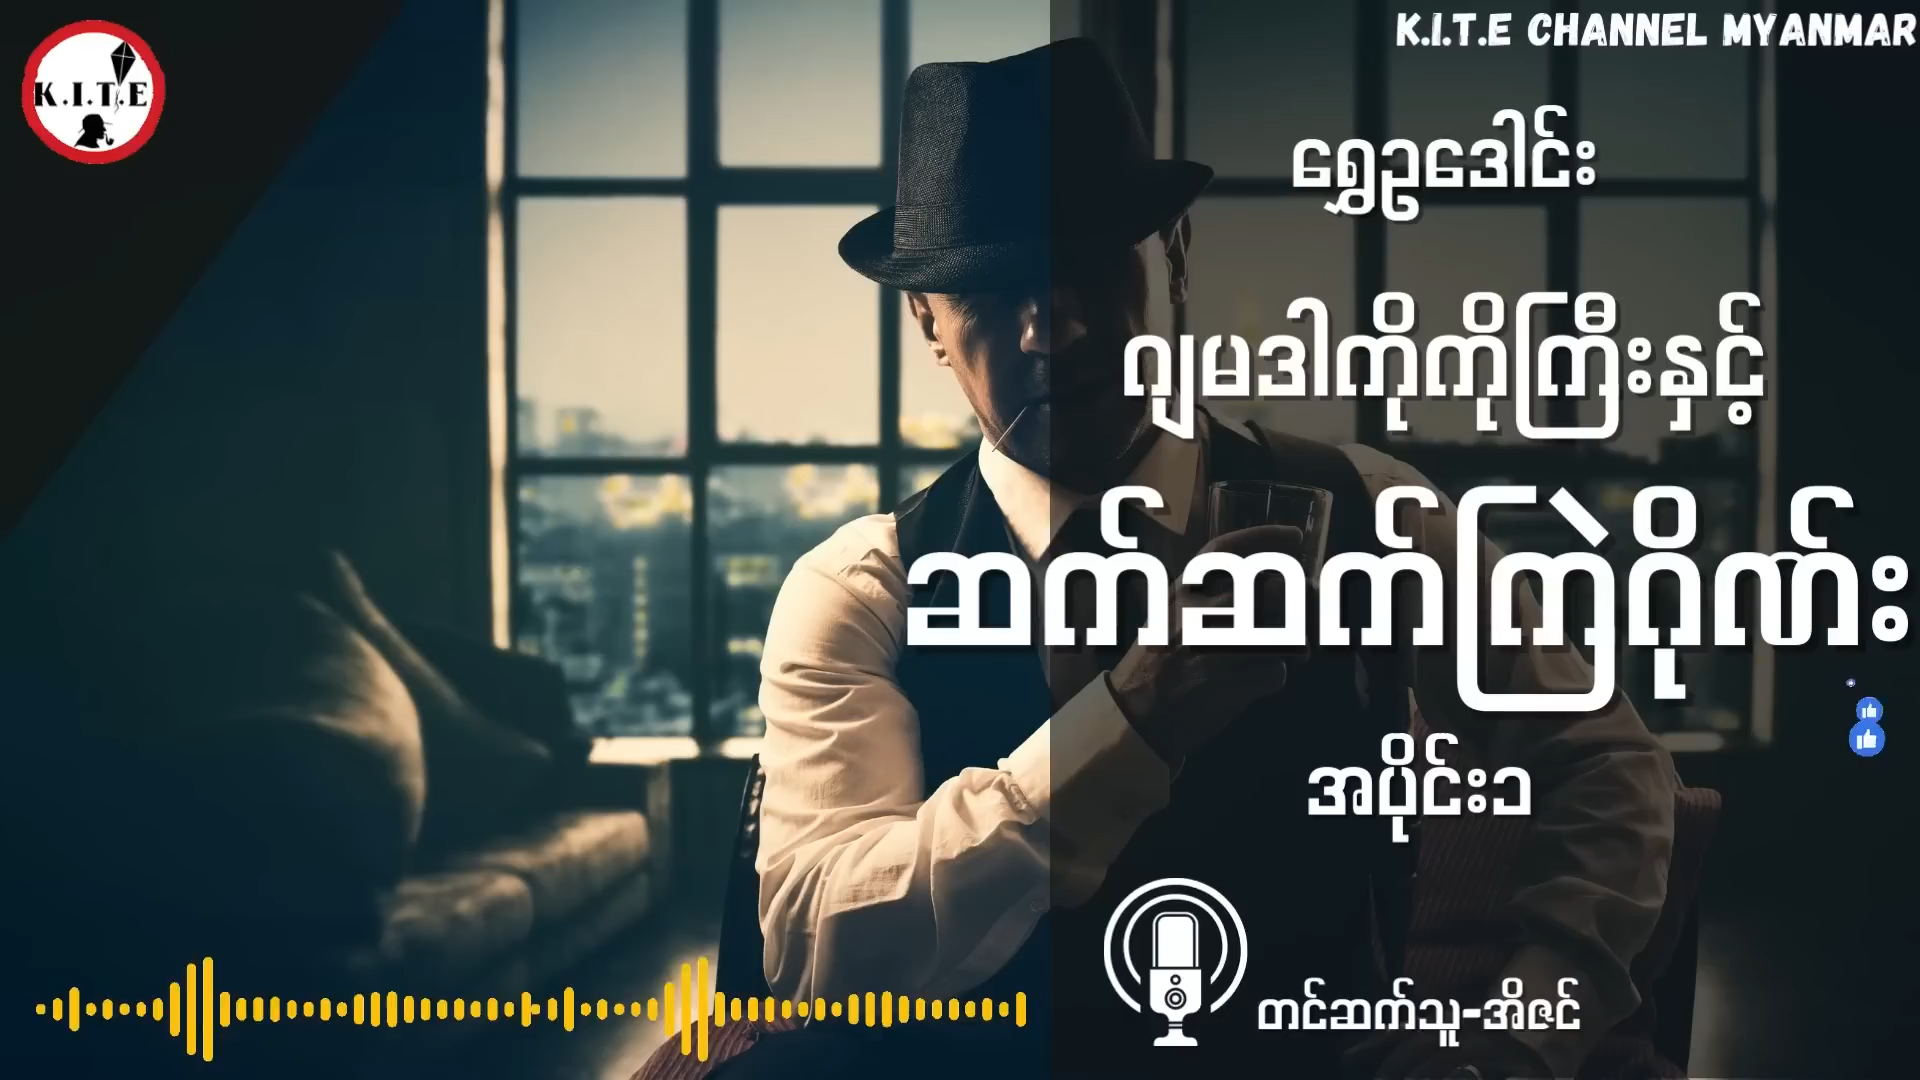 K.I.T.E
K.I.T.E CHANNEL MYANMAR
ရွှေဥဒေါင်း
ဂျမဒါကိုကိုကြီးနှင့်
ဆက်ဆက်ကြဲဂိုဏ်း
အပိုင်း၁
တင်ဆက်သူ-အိဇင်